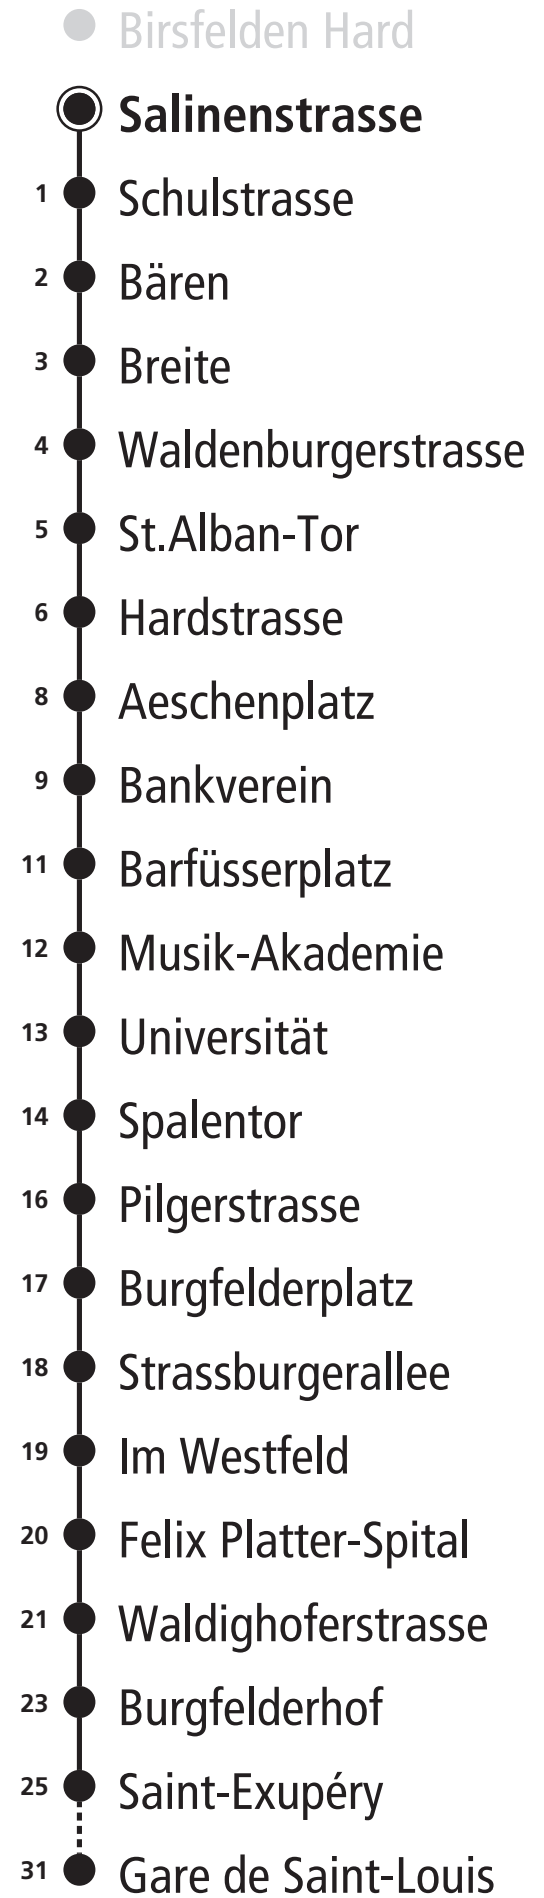 Birsfelden Hard
Salinenstrasse
1 Schulstrasse
2 Bären
3 Breite
4 Waldenburgerstrasse
5 St.Alban-Tor
6 Hardstrasse
8 Aeschenplatz
9 Bankverein
11 Barfüsserplatz
12 Musik-Akademie
13 Universität
14 Spalentor
16 Pilgerstrasse
17 Burgfelderplatz
18 Strassburgerallee
19 Im Westfeld
20 Felix Platter-Spital
21 Waldighoferstrasse
23 Burgfelderhof
25 Saint-Exupéry
31 Gare de Saint-Louis